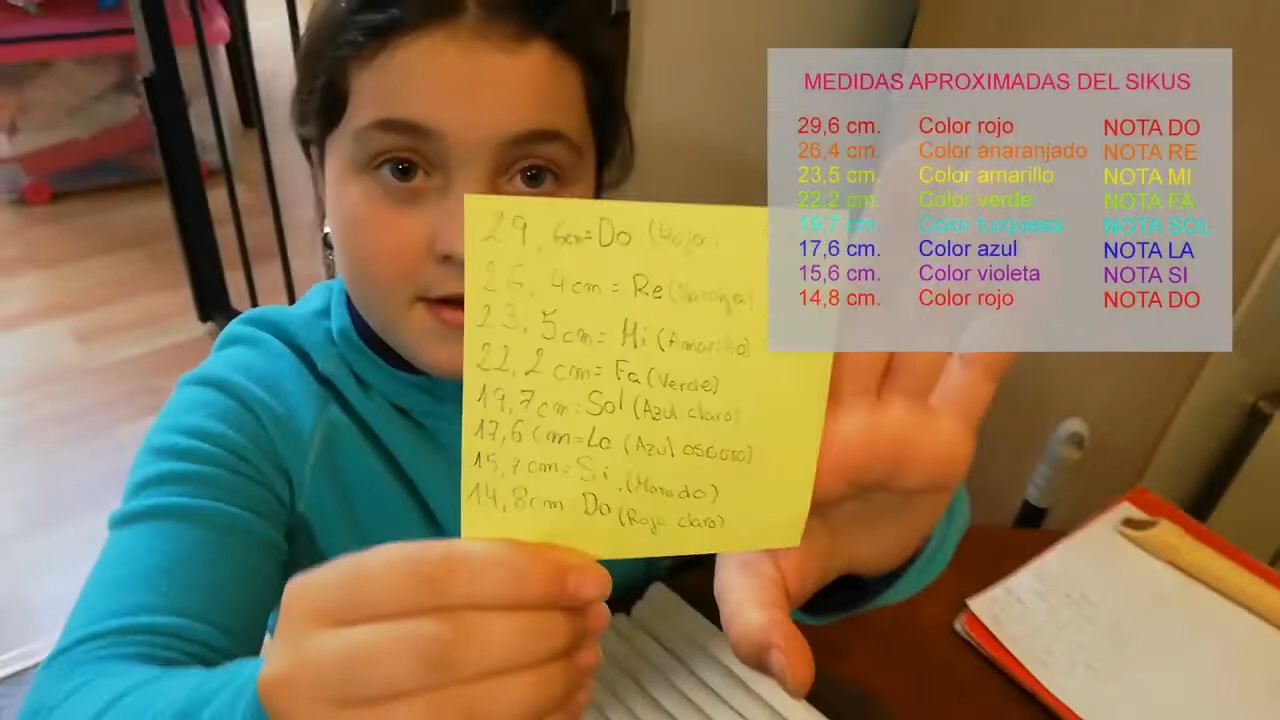 29,6cm=Do (Rojo)
26,4cm = Re (Naranja)
23,5cm= Mi (Amarillo)
22,2 cm= Fa (Verde)
19,7cm=Sol (Azul claro)
17,6cm=La (Azul oscuro)
15,7cm=Si (Morado)
14,8cm Do (Rojo claro)
MEDIDAS APROXIMADAS DEL SIKUS
29,6 cm. Color rojo NOTA DO
26,4 cm. Color anaranjado NOTA RE
23,5 cm. Color amarillo NOTA MI
22,2 cm. Color verde NOTA FA
19,7 cm. Color turquesa NOTA SOL
17,6 cm. Color azul NOTA LA
15,6 cm. Color violeta NOTA SI
14,8 cm. Color rojo NOTA DO